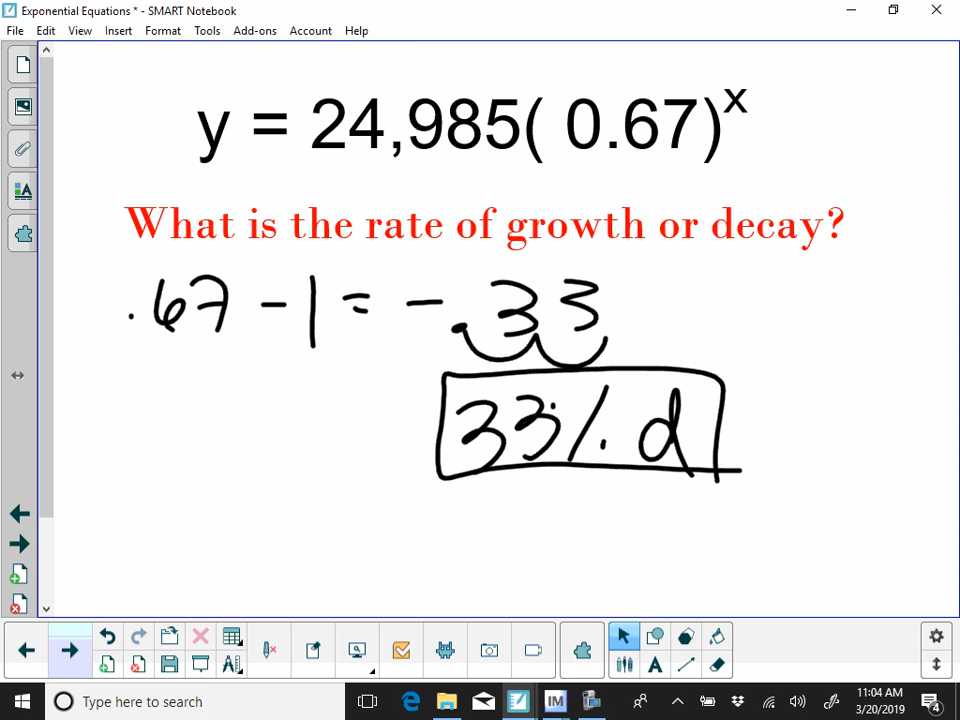 Exponential Equations * - SMART Notebook
File Edit View Insert Format Tools Add-ons Account Help
y = 24,985( 0.67)^x
What is the rate of growth or decay?
.67 - 1 = - .33
33% d
Type here to search
11:04 AM
3/20/2019
4